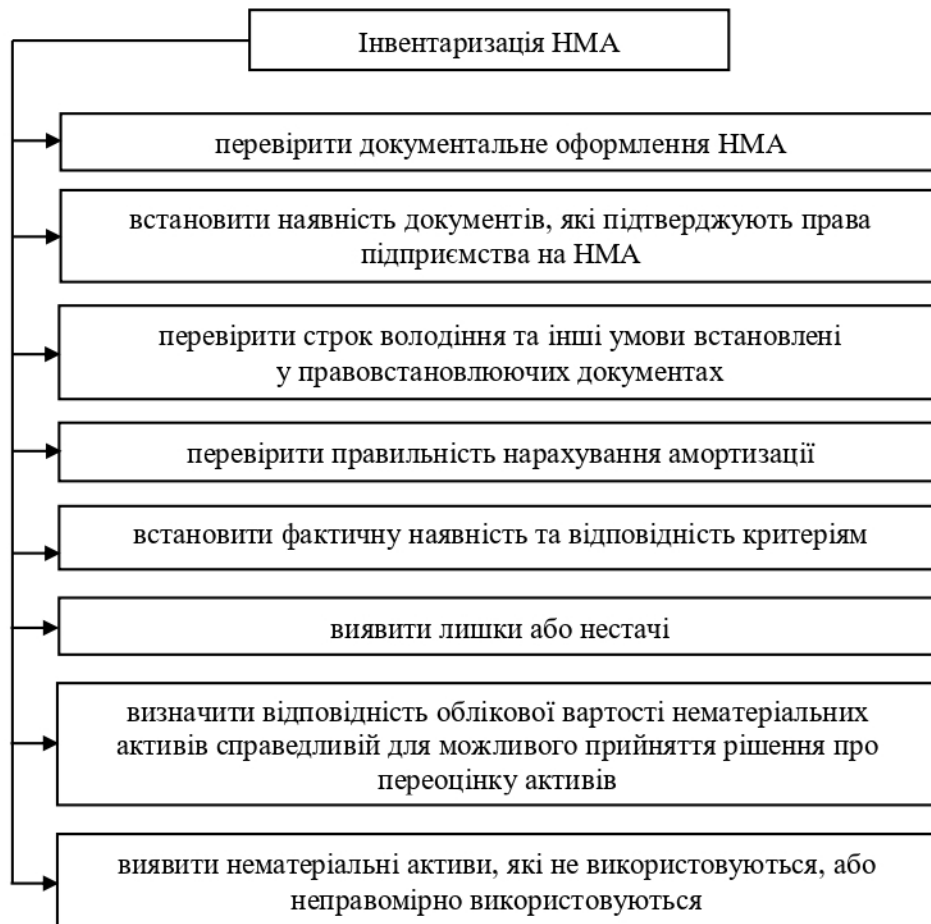 Інвентаризація НМА
перевірити документальне оформлення НМА
встановити наявність документів, які підтверджують права
підприємства на НМА
перевірити строк володіння та інші умови встановлені
у правовстановлюючих документах
перевірити правильність нарахування амортизації
встановити фактичну наявність та відповідність критеріям
виявити лишки або нестачі
визначити відповідність облікової вартості нематеріальних
активів справедливій для можливого прийняття рішення про
переоцінку активів
виявити нематеріальні активи, які не використовуються, або
неправомірно використовуються